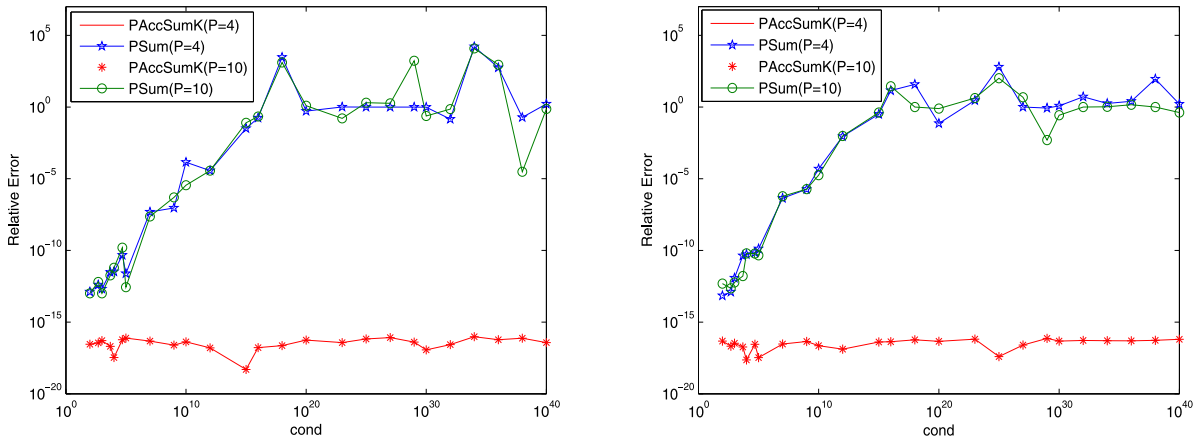 PAccSumK(P=4)
PSum(P=4)
PAccSumK(P=10)
PSum(P=10)
10^5
10^0
10^-5
10^-10
10^-15
10^-20
Relative Error
10^0 10^10 10^20 10^30 10^40
cond
PAccSumK(P=4)
PSum(P=4)
PAccSumK(P=10)
PSum(P=10)
10^5
10^0
10^-5
10^-10
10^-15
10^-20
Relative Error
10^0 10^10 10^20 10^30 10^40
cond